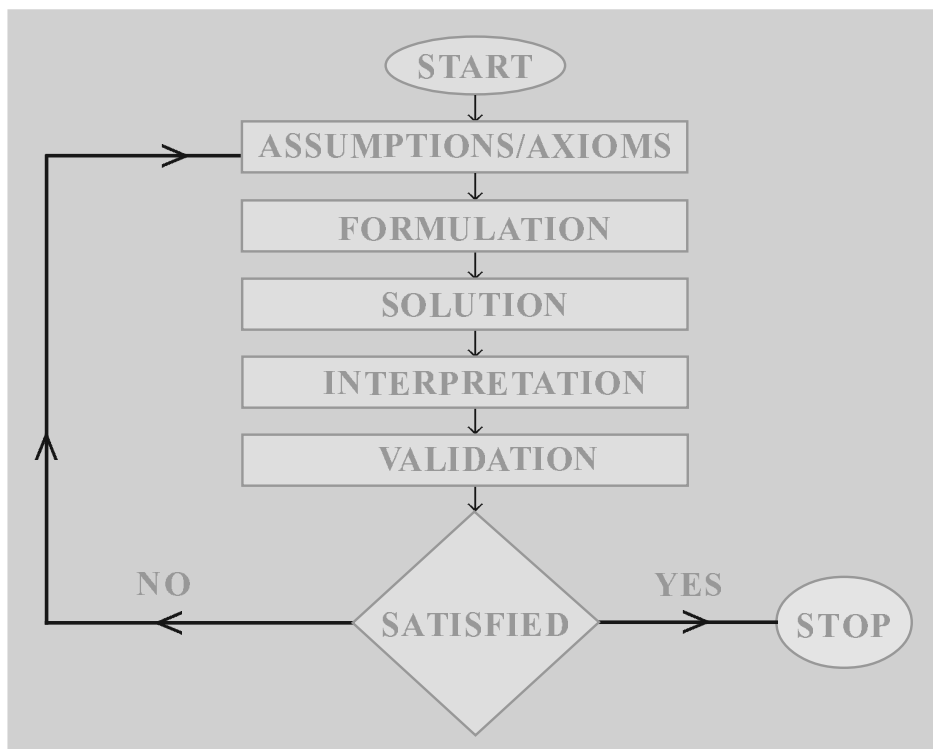 START
ASSUMPTIONS/AXIOMS
FORMULATION
SOLUTION
INTERPRETATION
VALIDATION
NO
YES
SATISFIED
STOP